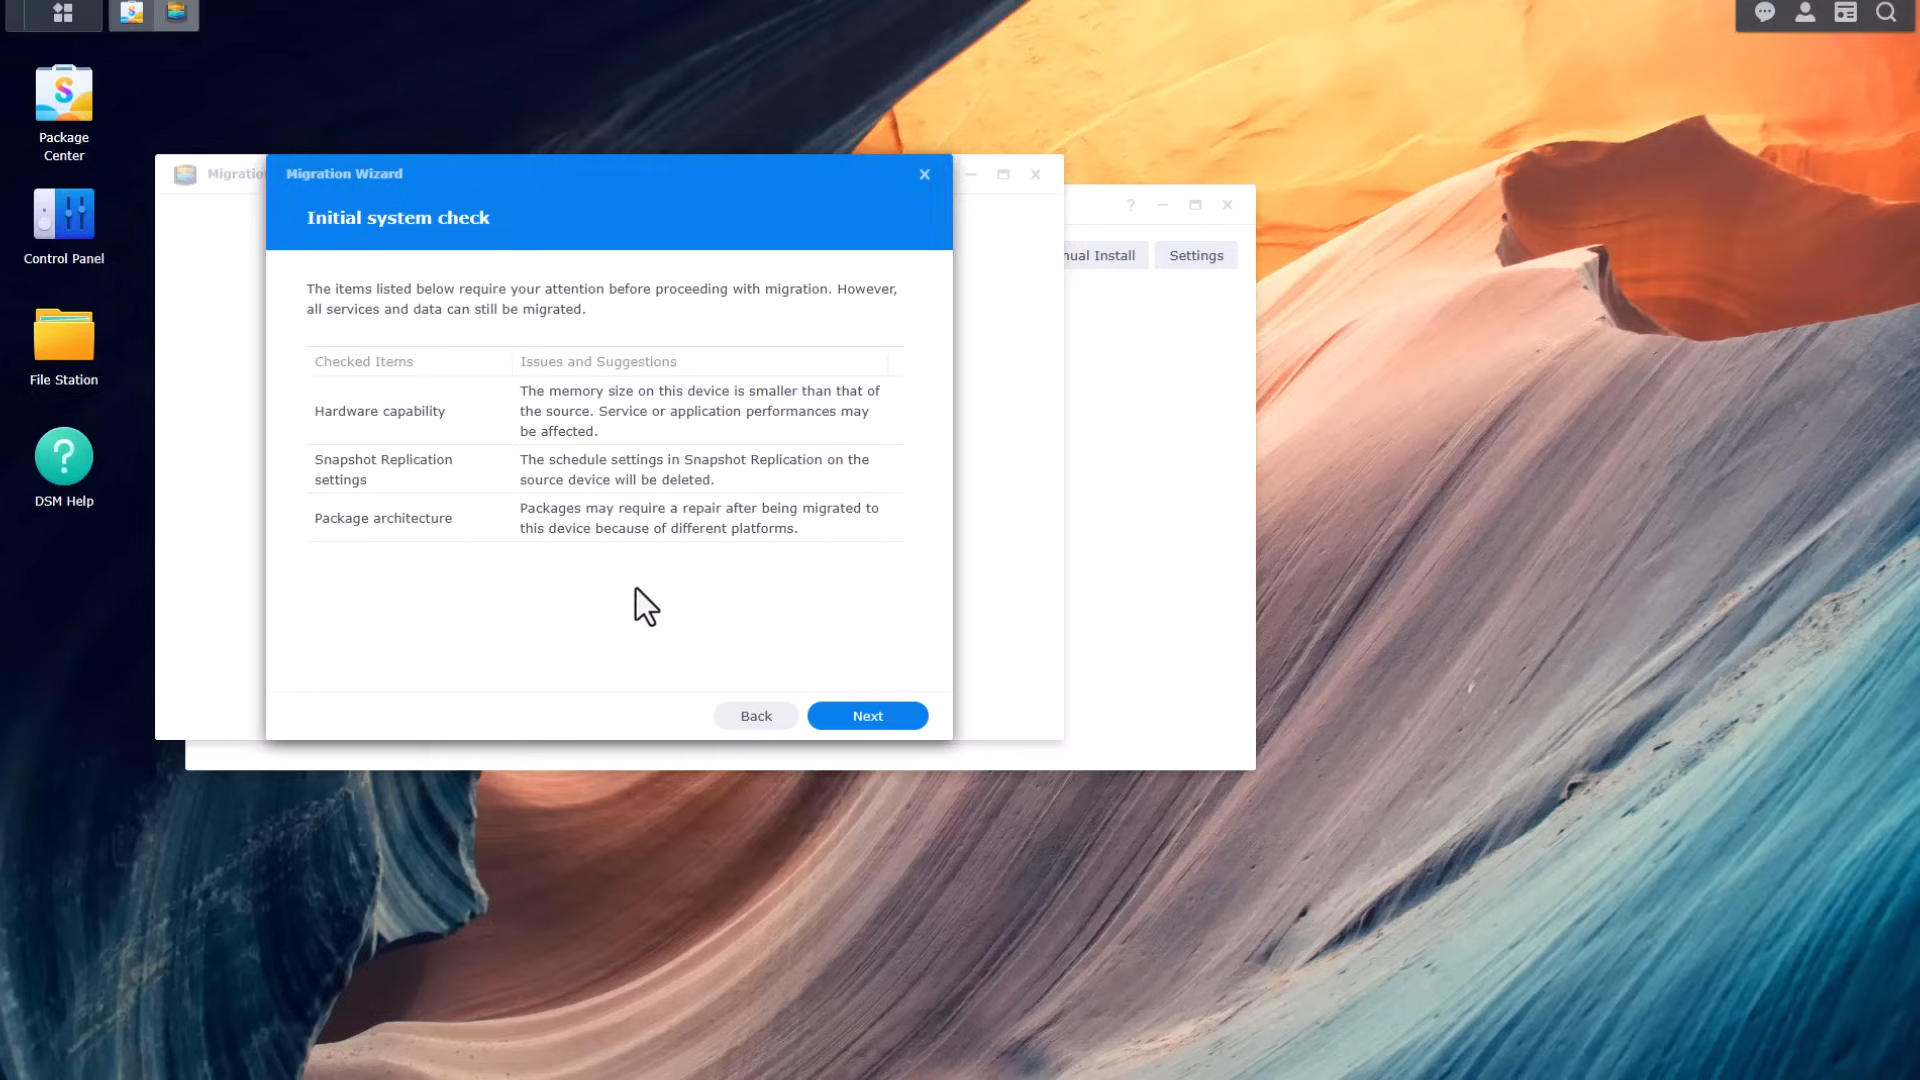 Package
Center
Control Panel
File Station
DSM Help
Migratio
Migration Wizard
Initial system check
The items listed below require your attention before proceeding with migration. However,
all services and data can still be migrated.
Checked Items
Issues and Suggestions
Hardware capability
The memory size on this device is smaller than that of
the source. Service or application performances may
be affected.
Snapshot Replication
settings
The schedule settings in Snapshot Replication on the
source device will be deleted.
Package architecture
Packages may require a repair after being migrated to
this device because of different platforms.
Back
Next
nual Install
Settings